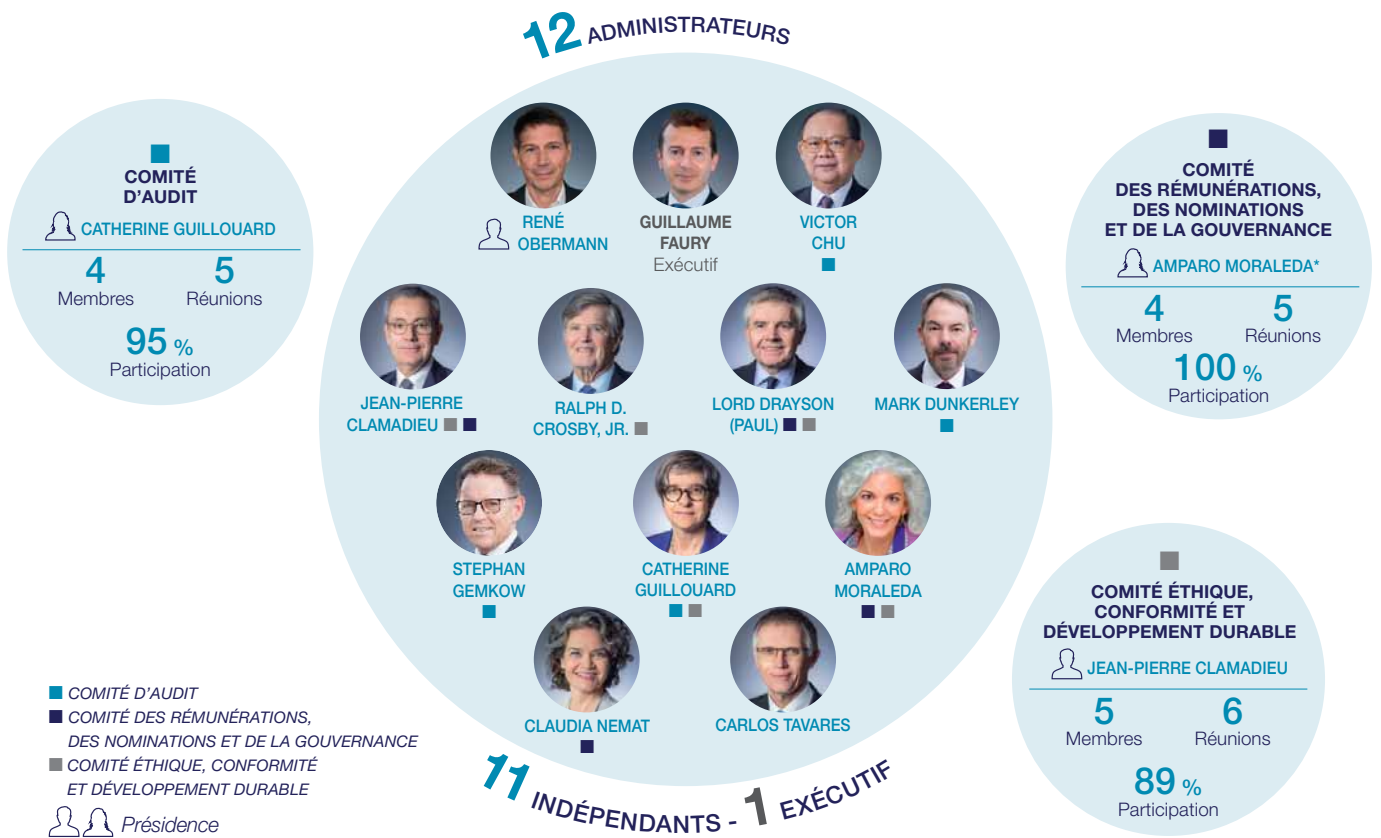 12 ADMINISTRATEURS
COMITÉ
D'AUDIT
CATHERINE GUILLOUARD
4
Membres
5
Réunions
95 %
Participation
RENÉ
OBERMANN
GUILLAUME
FAURY
Exécutif
VICTOR
CHU
JEAN-PIERRE
CLAMADIEU
RALPH D.
CROSBY, JR.
LORD DRAYSON
(PAUL)
MARK DUNKERLEY
STEPHAN
GEMKOW
CATHERINE
GUILLOUARD
AMPARO
MORALEDA
CLAUDIA NEMAT
CARLOS TAVARES
11 INDÉPENDANTS - 1 EXÉCUTIF
COMITÉ
DES RÉMUNÉRATIONS,
DES NOMINATIONS
ET DE LA GOUVERNANCE
AMPARO MORALEDA*
4
Membres
5
Réunions
100 %
Participation
COMITÉ ÉTHIQUE,
CONFORMITÉ ET
DÉVELOPPEMENT DURABLE
JEAN-PIERRE CLAMADIEU
5
Membres
6
Réunions
89 %
Participation
COMITÉ D'AUDIT
COMITÉ DES RÉMUNÉRATIONS,
DES NOMINATIONS ET DE LA GOUVERNANCE
COMITÉ ÉTHIQUE, CONFORMITÉ
ET DÉVELOPPEMENT DURABLE
Présidence